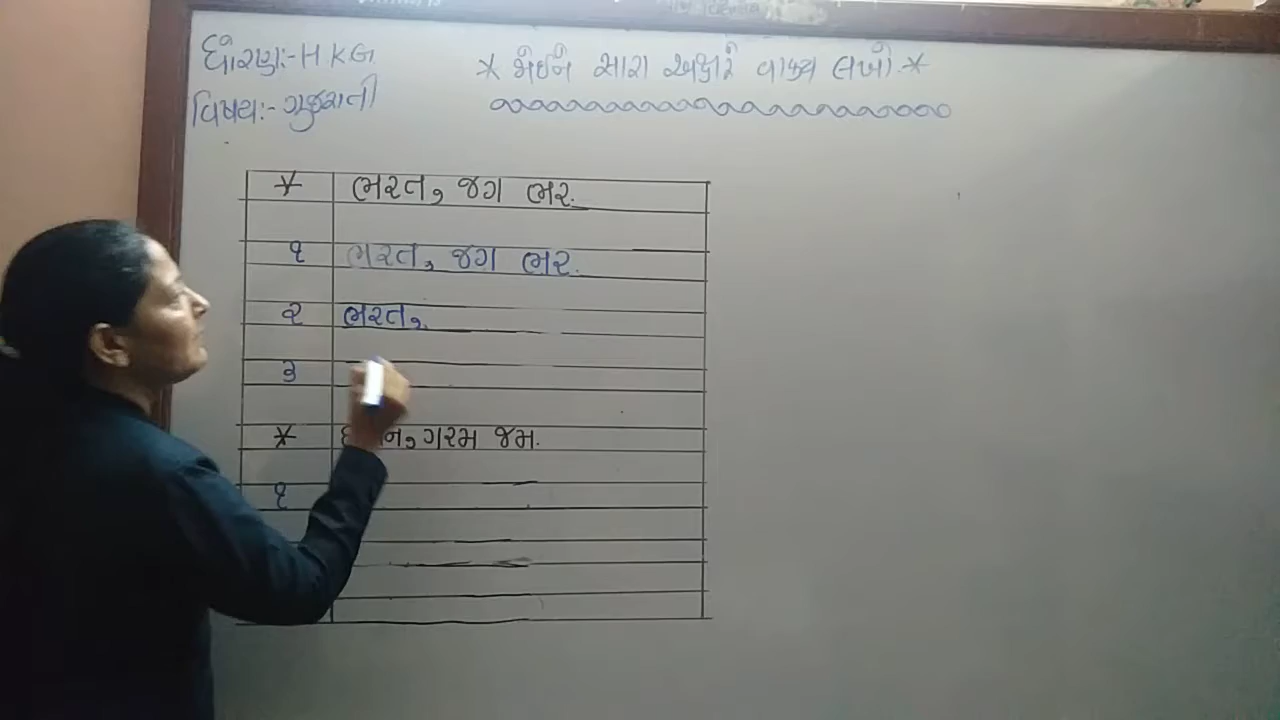 ધોરણ:- H K.G.
* જોઈને સારા અક્ષરે વાક્ય લખો. *
વિષય:- ગુજરાતી
* ભરત, જગ ભર.
૧ ભરત, જગ ભર.
૨ ભરત,
૩
* ગરમ જમ.
૧